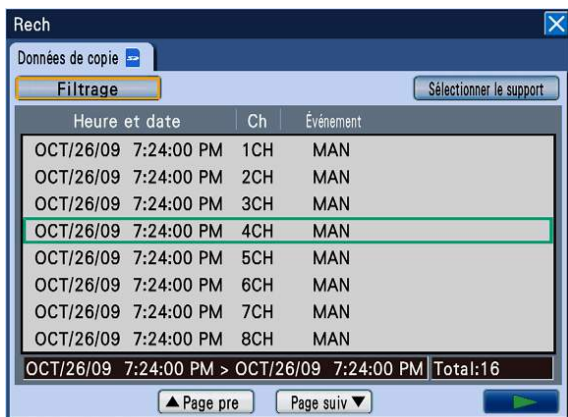 Rech
Données de copie
Filtrage Sélectionner le support
Heure et date Ch Événement
OCT/26/09 7:24:00 PM 1CH MAN
OCT/26/09 7:24:00 PM 2CH MAN
OCT/26/09 7:24:00 PM 3CH MAN
OCT/26/09 7:24:00 PM 4CH MAN
OCT/26/09 7:24:00 PM 5CH MAN
OCT/26/09 7:24:00 PM 6CH MAN
OCT/26/09 7:24:00 PM 7CH MAN
OCT/26/09 7:24:00 PM 8CH MAN
OCT/26/09 7:24:00 PM > OCT/26/09 7:24:00 PM Total:16
▲ Page pre Page suiv ▼